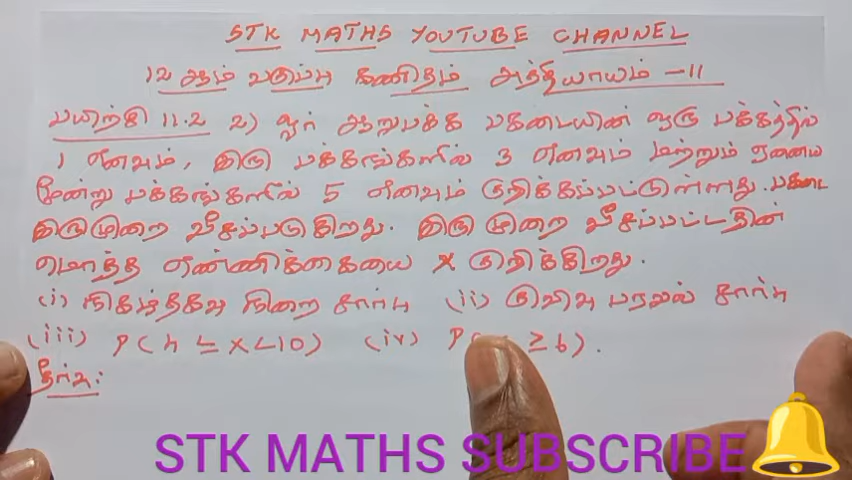 STK MATHS YOUTUBE CHANNEL
12 ஆம் வகுப்பு கணிதம் அத்தியாயம் -11
பயிற்சி 11.2 2) ஓர் ஆறுபக்க பகடையின் ஒரு பக்கத்தில்
1 எனவும், இரு பக்கங்களில் 3 எனவும் மற்றும் ஏனைய
மூன்று பக்கங்களில் 5 எனவும் குறிக்கப்பட்டுள்ளது. பகடை
இருமுறை வீசப்படுகிறது. இரு முறை வீசப்பட்டதின்
மொத்த எண்ணிக்கையை X குறிக்கிறது.
(i) நிகழ்தகவு நிறை சார்பு (ii) குவிவு பரவல் சார்பு
(iii) P(4 ≤ X < 10) (iv) P( ≥ 6).
தீர்வு:
STK MATHS SUBSCRIBE